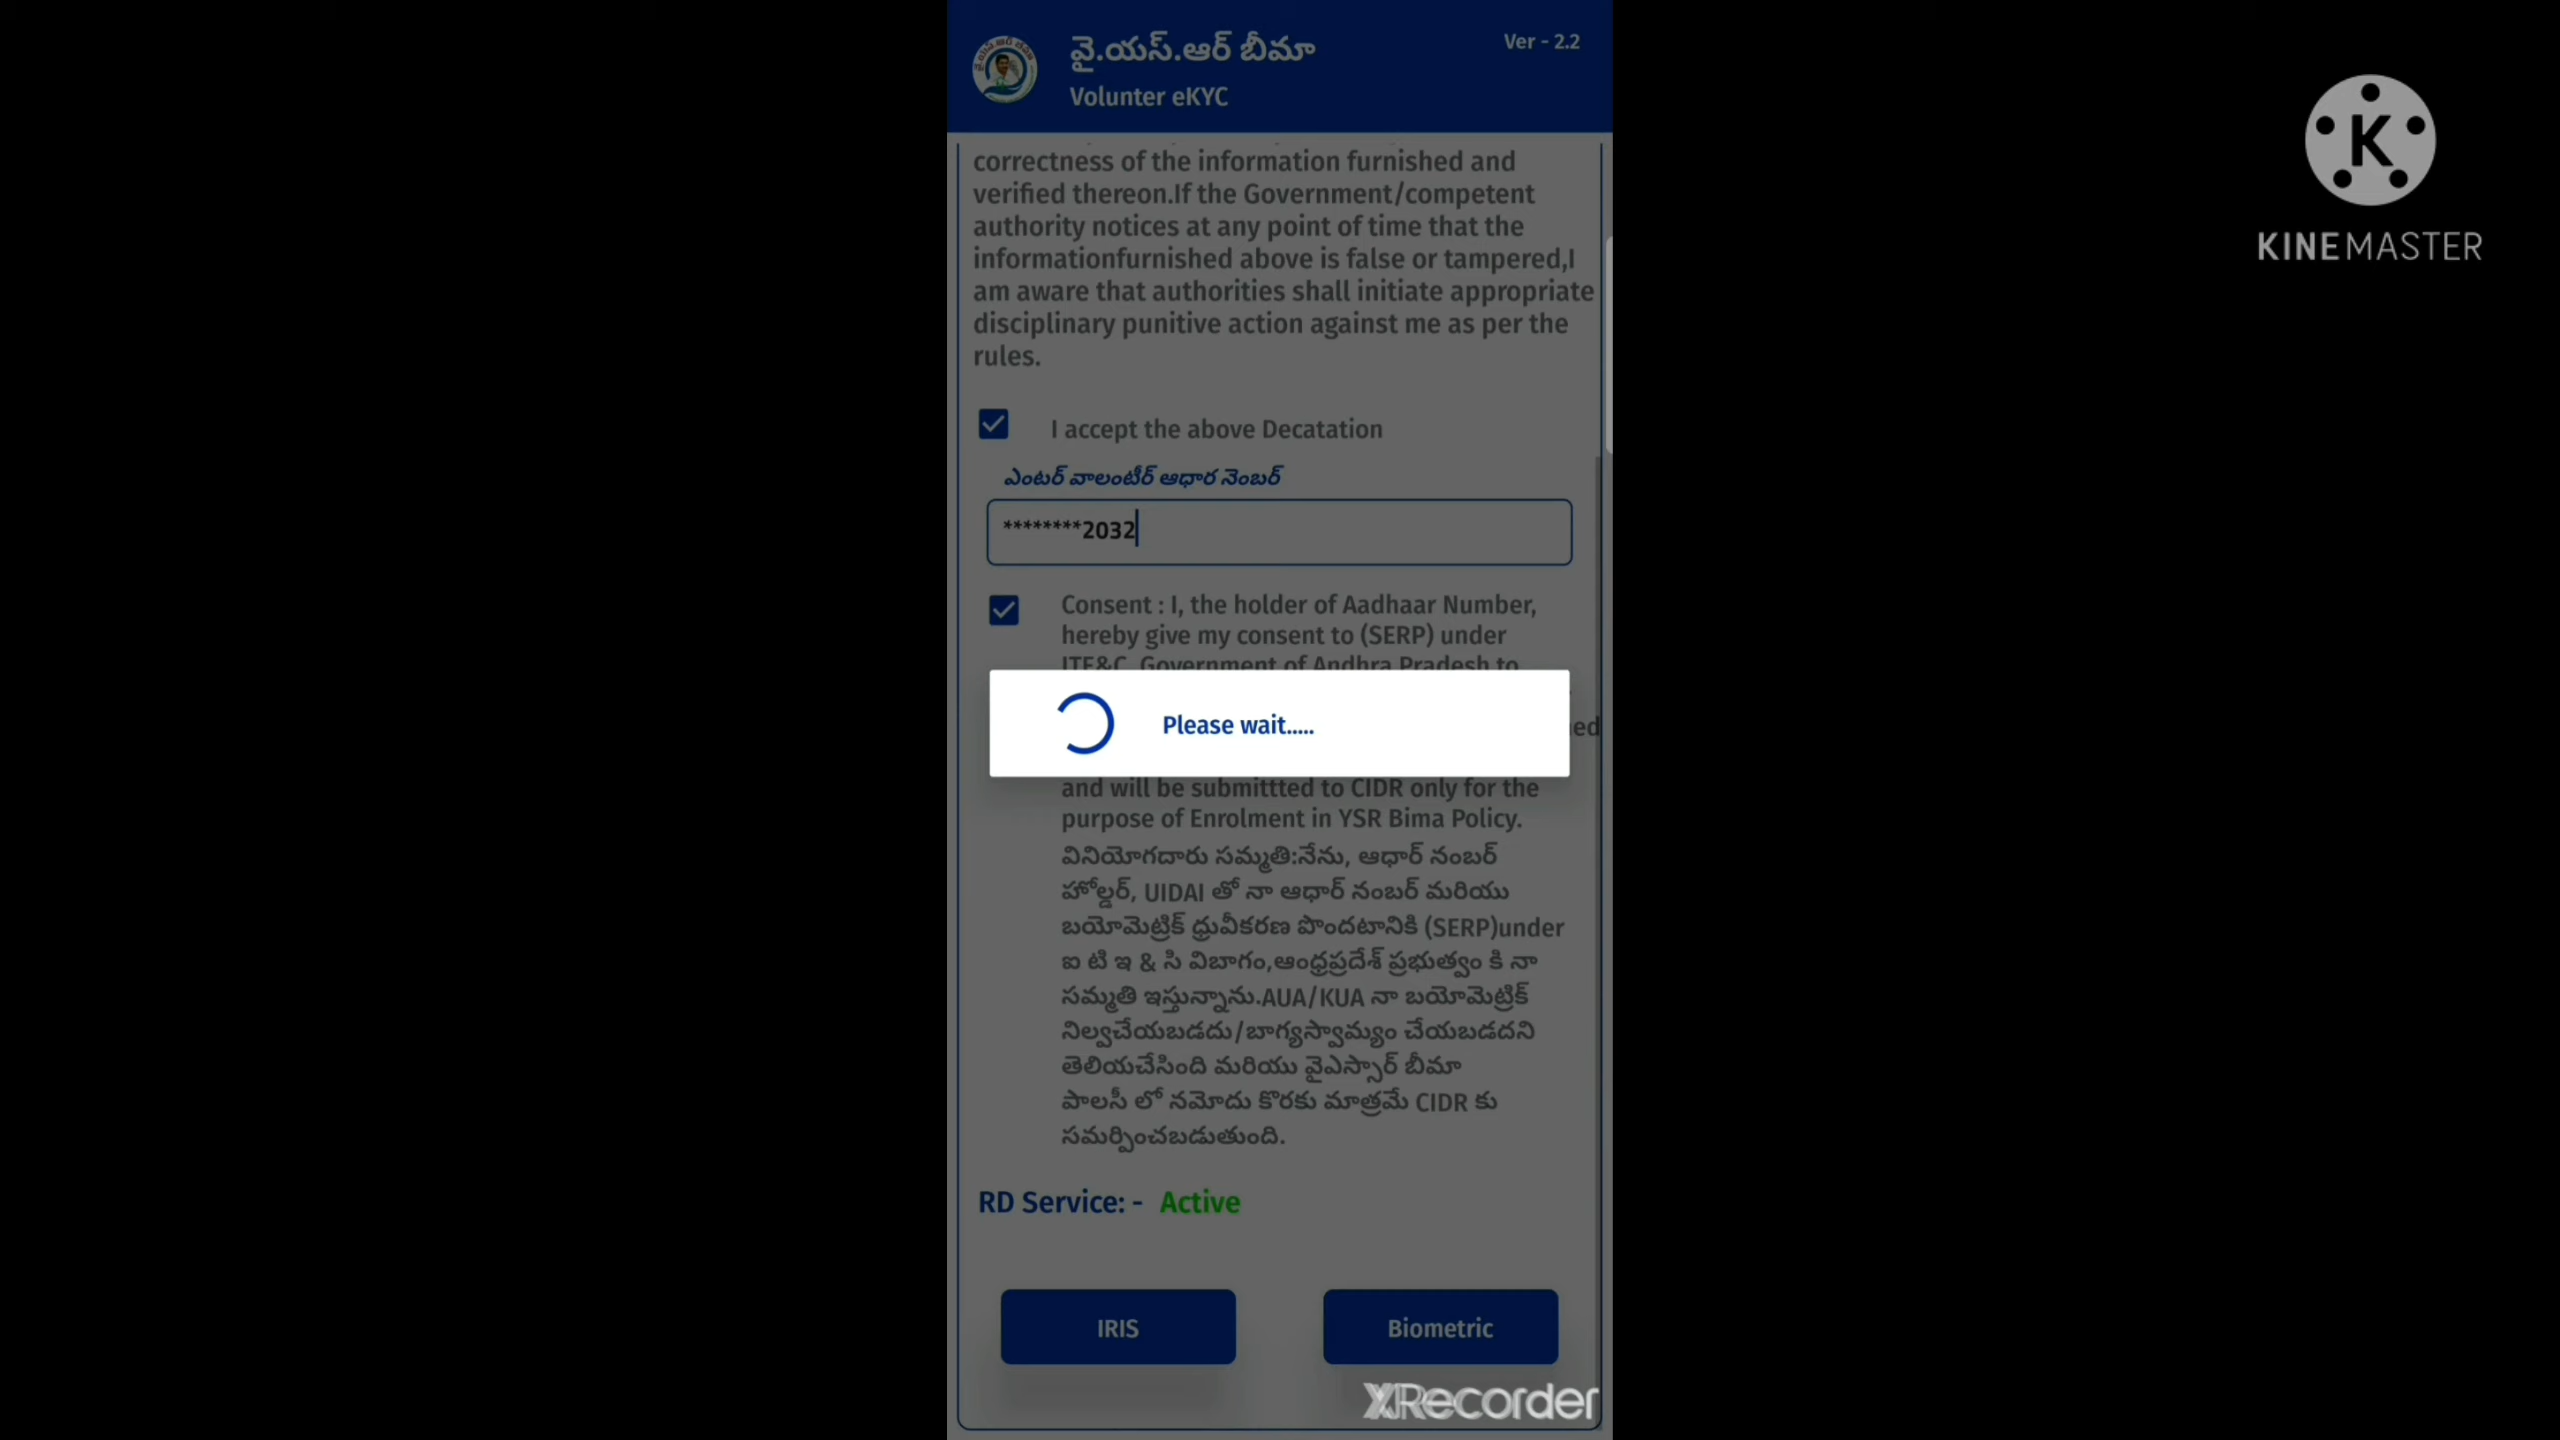 వై.యస్.ఆర్ బీమా
Ver - 2.2
Volunter eKYC
correctness of the information furnished and
verified thereon.If the Government/competent
authority notices at any point of time that the
informationfurnished above is false or tampered,I
am aware that authorities shall initiate appropriate
disciplinary punitive action against me as per the
rules.
I accept the above Decatation
ఎంటర్ వాలంటీర్ ఆధార నెంబర్
********2032
Consent : I, the holder of Aadhaar Number,
hereby give my consent to (SERP) under
ITE&C, Government of Andhra Pradesh to
Please wait.....
ed
and will be submittted to CIDR only for the
purpose of Enrolment in YSR Bima Policy.
వినియోగదారు సమ్మతి:నేను, ఆధార్ నంబర్
హోల్డర్, UIDAI తో నా ఆధార్ నంబర్ మరియు
బయోమెట్రిక్ ధ్రువీకరణ పొందటానికి (SERP)under
ఐ టి ఇ & సి విబాగం,ఆంధ్రప్రదేశ్ ప్రభుత్వం కి నా
సమ్మతి ఇస్తున్నాను.AUA/KUA నా బయోమెట్రిక్
నిల్వచేయబడదు/బాగ్యస్వామ్యం చేయబడదని
తెలియచేసింది మరియు వైఎస్సార్ బీమా
పాలసీ లో నమోదు కొరకు మాత్రమే CIDR కు
సమర్పించబడుతుంది.
RD Service: - Active
IRIS
Biometric
XRecorder
K
KINEMASTER